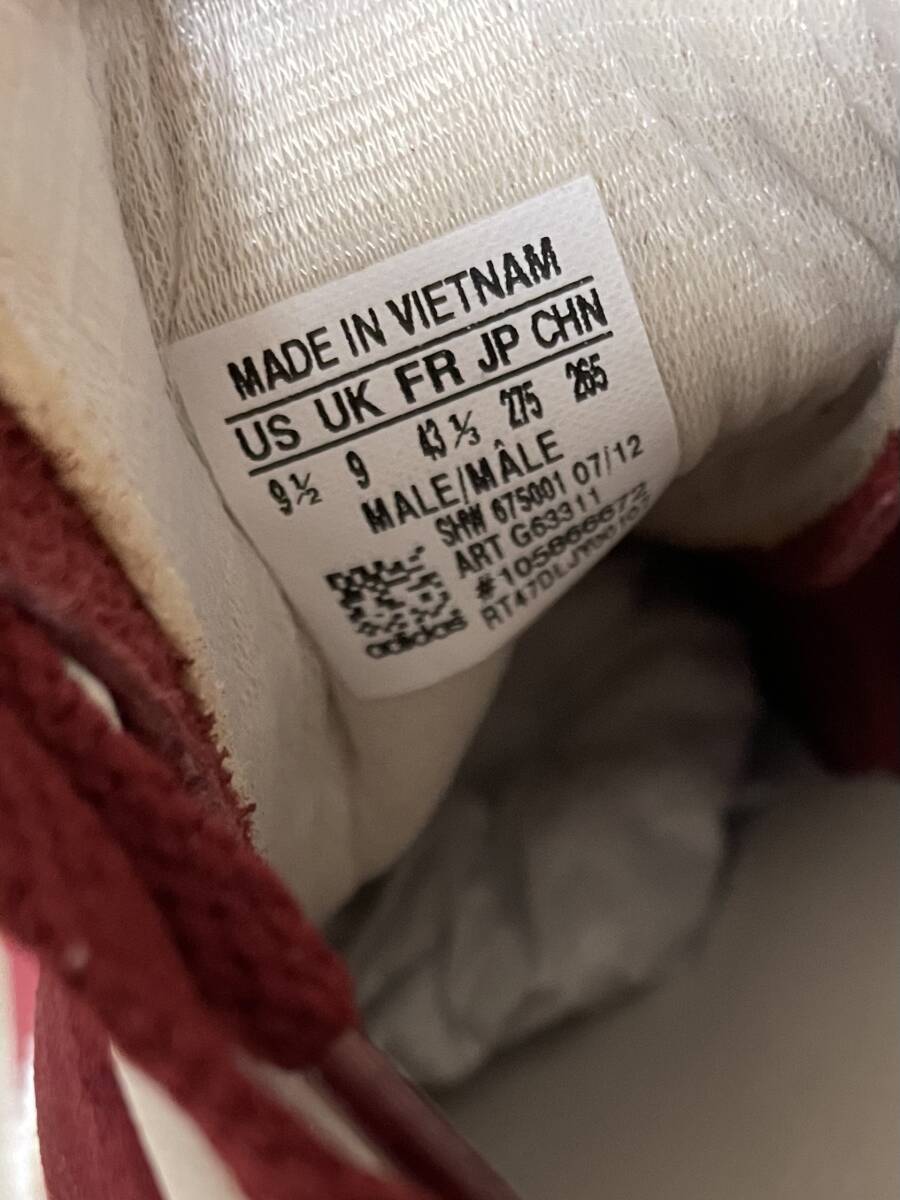 MADE IN VIETNAM
US UK FR JP CHN
9½ 9 43⅓ 275 265
MALE/MÂLE
SHW 675001 07/12
ART G63311
#105866672
adidas